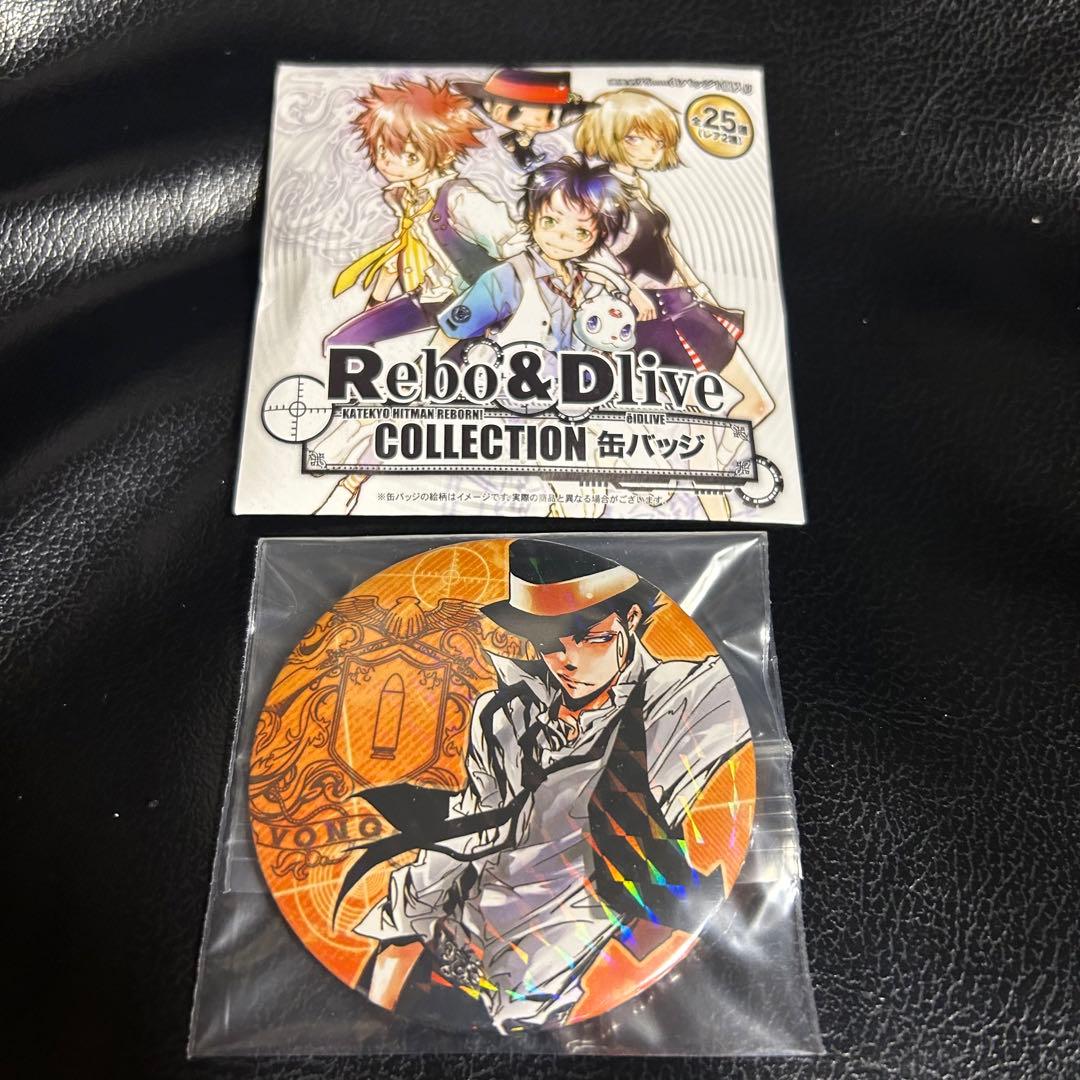 全25種
(レア2種)
Rebo&Dlive
KATEKYO HITMAN REBORN!
ēlDLIVE
COLLECTION 缶バッジ
※缶バッジの絵柄はイメージです。実際の商品と異なる場合がございます。
VONG